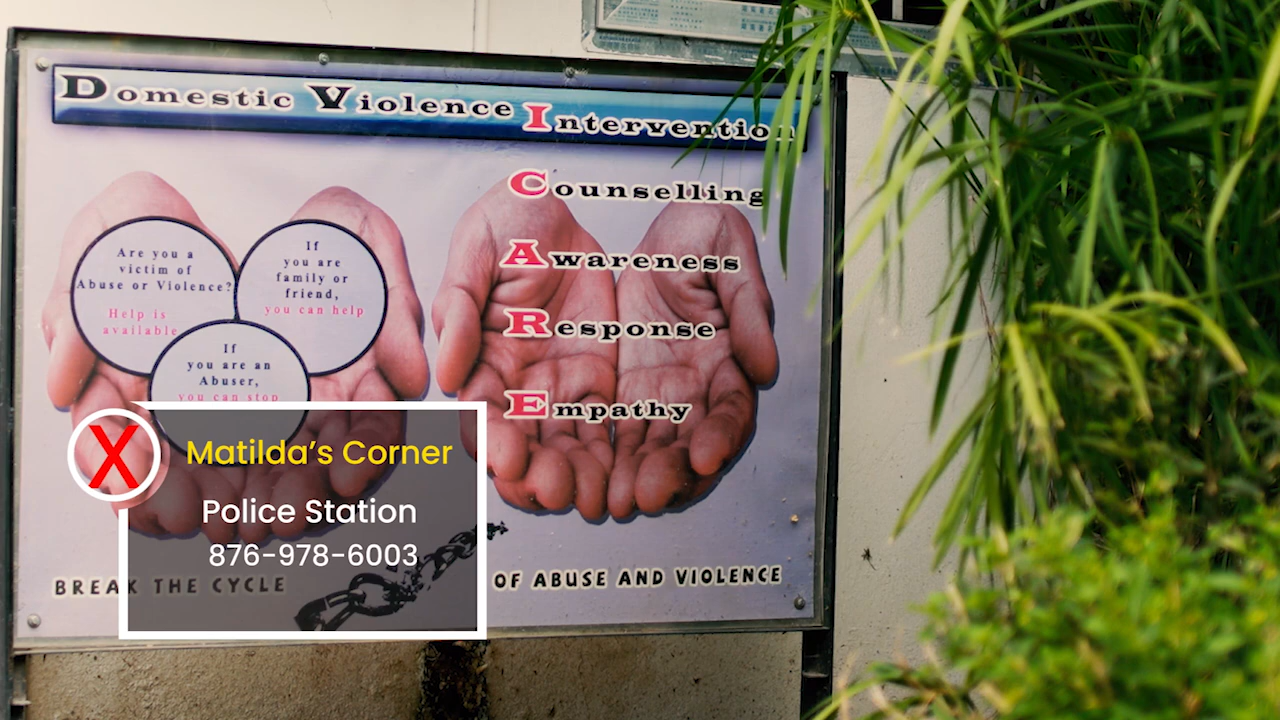 Domestic Violence Intervention
Counselling
Awareness
Response
Empathy
Are you a
victim of
Abuse or Violence?
Help is
available
If
you are
family or
friend,
you can help
If
you are an
Abuser,
you can stop
X
Matilda’s Corner
Police Station
876-978-6003
BREAK THE CYCLE
OF ABUSE AND VIOLENCE